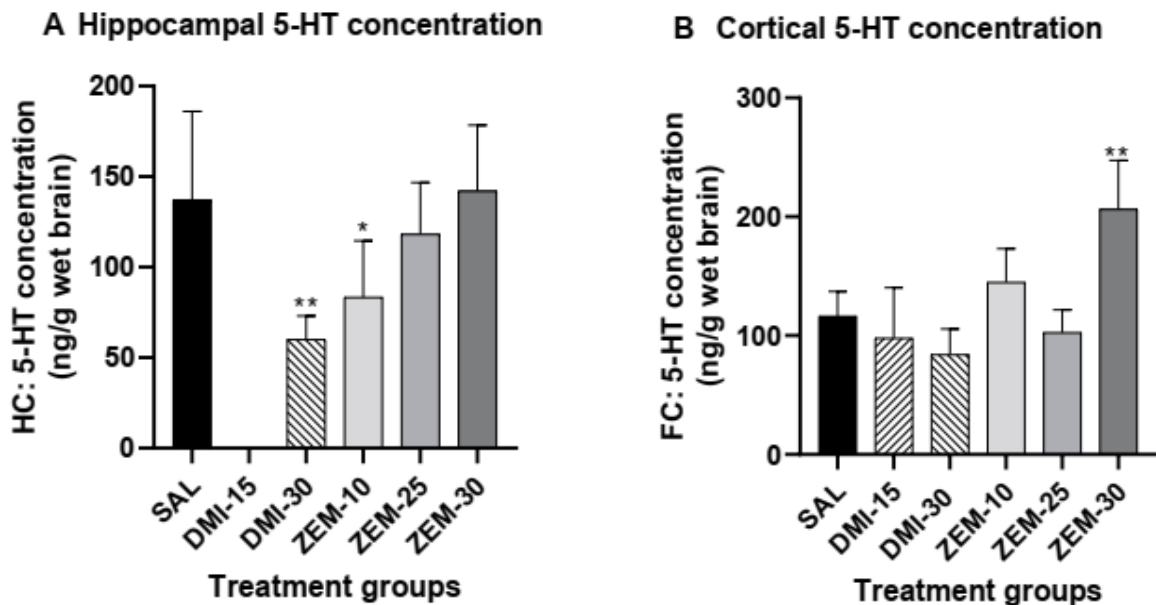 A Hippocampal 5-HT concentration
HC: 5-HT concentration
(ng/g wet brain)
200
150
100
50
0
**
*
SAL
DMI-15
DMI-30
ZEM-10
ZEM-25
ZEM-30
Treatment groups
B Cortical 5-HT concentration
FC: 5-HT concentration
(ng/g wet brain)
300
200
100
0
**
SAL
DMI-15
DMI-30
ZEM-10
ZEM-25
ZEM-30
Treatment groups